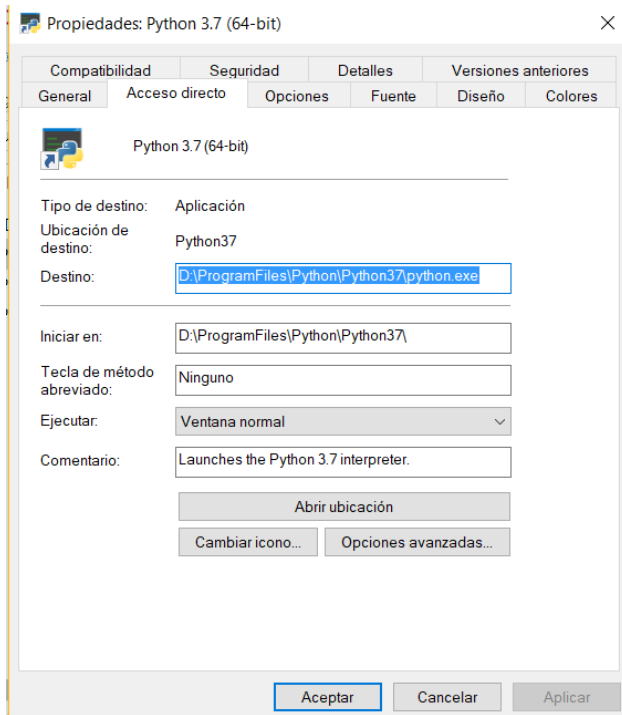 Propiedades: Python 3.7 (64-bit)
Compatibilidad Seguridad Detalles Versiones anteriores
General Acceso directo Opciones Fuente Diseño Colores
Python 3.7 (64-bit)
Tipo de destino: Aplicación
Ubicación de destino: Python37
Destino: D:\ProgramFiles\Python\Python37\python.exe
Iniciar en: D:\ProgramFiles\Python\Python37\
Tecla de método abreviado: Ninguno
Ejecutar: Ventana normal
Comentario: Launches the Python 3.7 interpreter.
Abrir ubicación
Cambiar icono... Opciones avanzadas...
Aceptar Cancelar Aplicar